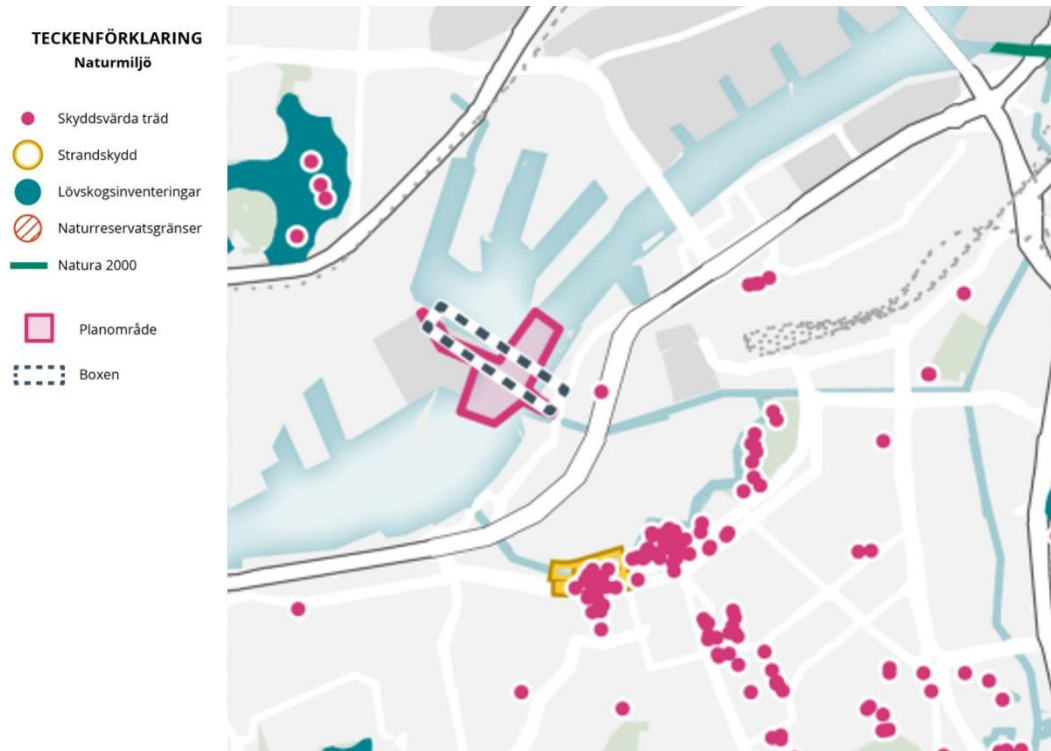 TECKENFÖRKLARING
Naturmiljö
Skyddsvärda träd
Strandskydd
Lövskogsinventeringar
Naturreservatsgränser
Natura 2000
Planområde
Boxen